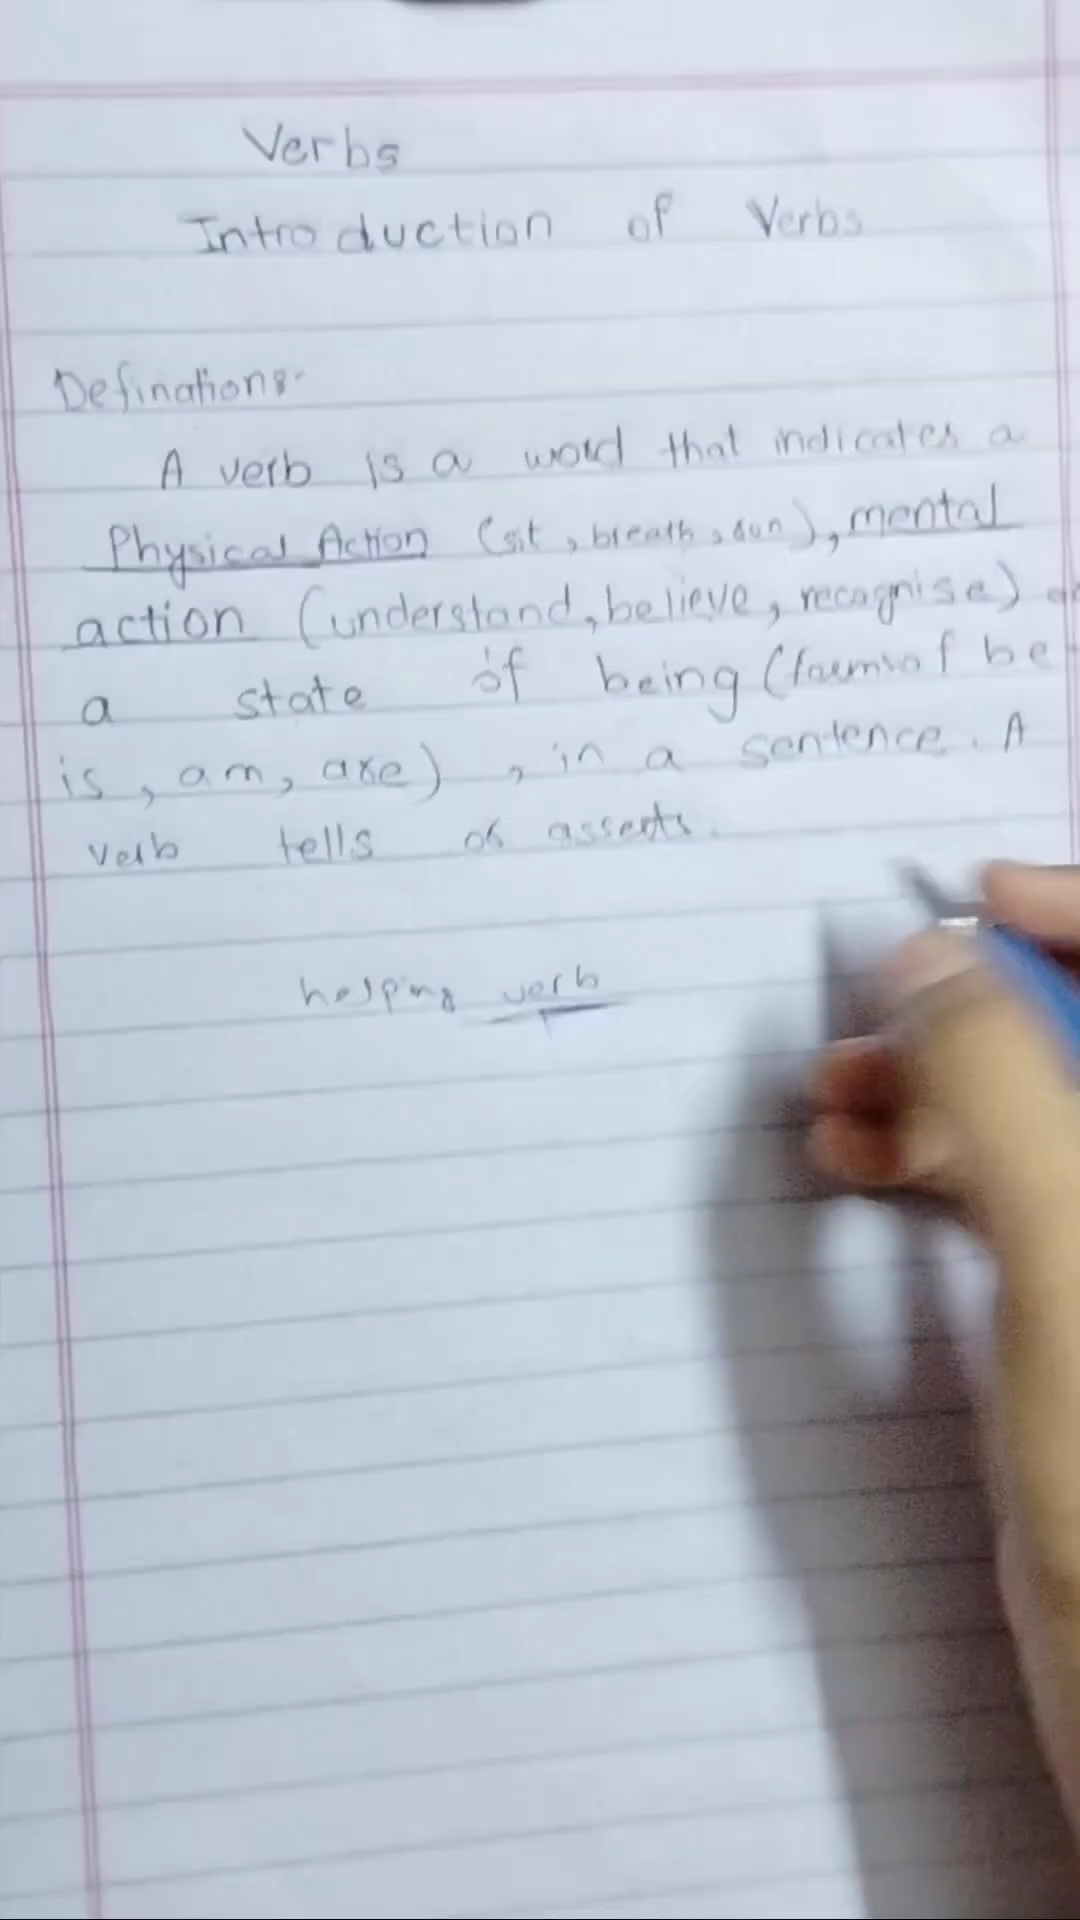 Verbs
Introduction of Verbs
Definations:-
A verb is a word that indicates a
Physical Action (sit, breath, run), mental
action (understand, believe, recognise) or
a state of being (forms of be
is, am, are), in a sentence. A
verb tells or asserts.
helping verb